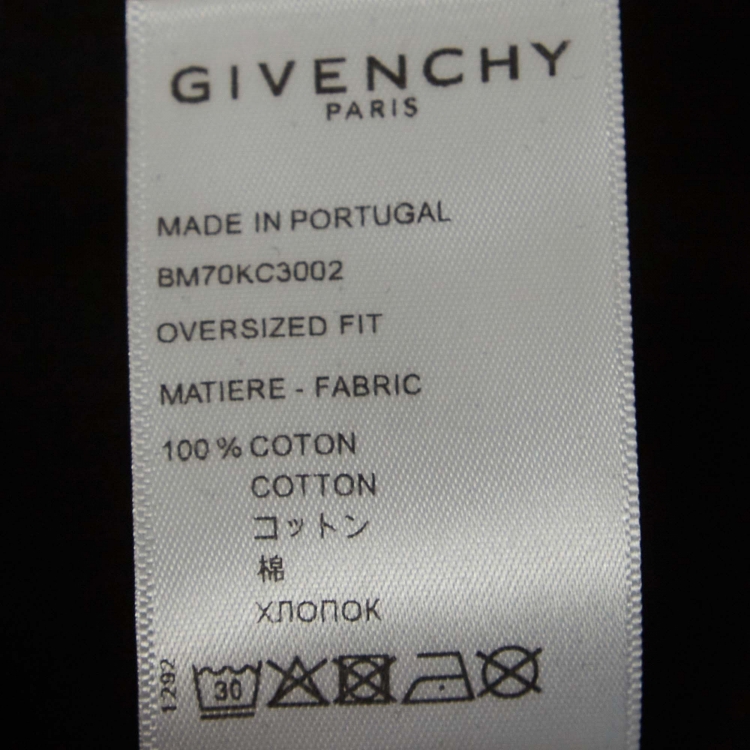 GIVENCHY
PARIS
MADE IN PORTUGAL
BM70KC3002
OVERSIZED FIT
MATIERE - FABRIC
100 % COTON
COTTON
コットン
棉
ХЛОПОК
1292
30